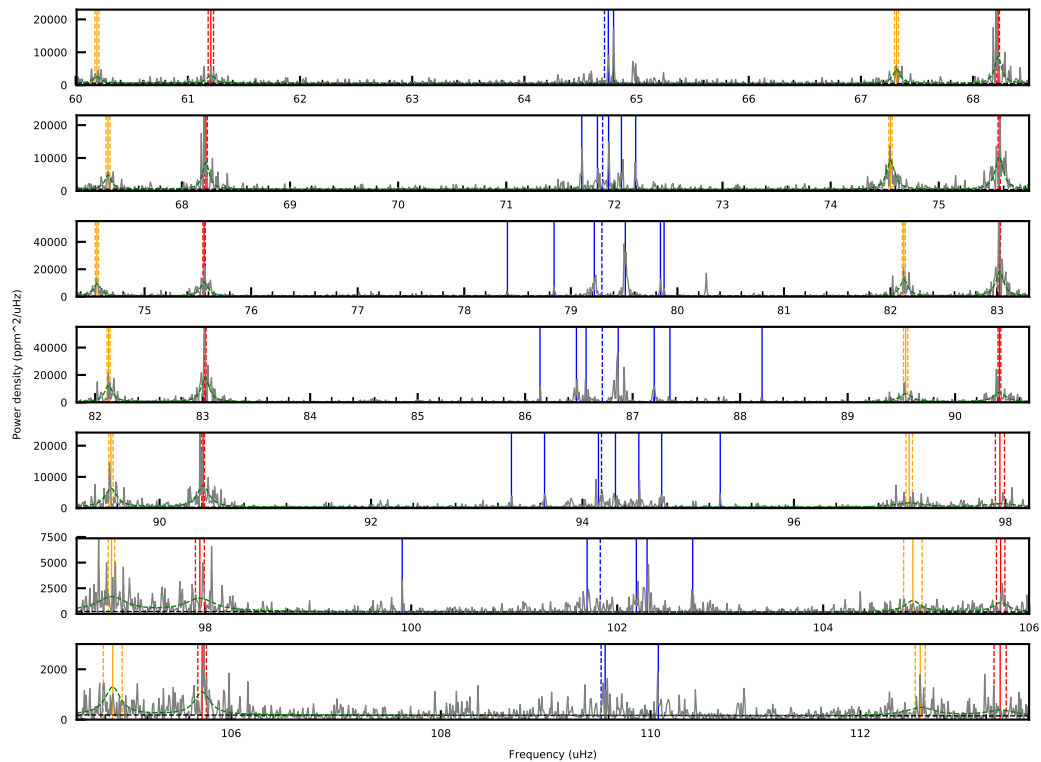 20000
10000
0
60 61 62 63 64 65 66 67 68
20000
10000
0
68 69 70 71 72 73 74 75
40000
20000
0
75 76 77 78 79 80 81 82 83
Power density (ppm^2/uHz)
40000
20000
0
82 83 84 85 86 87 88 89 90
20000
10000
0
90 92 94 96 98
7500
5000
2500
0
98 100 102 104 106
2000
0
106 108 110 112
Frequency (uHz)